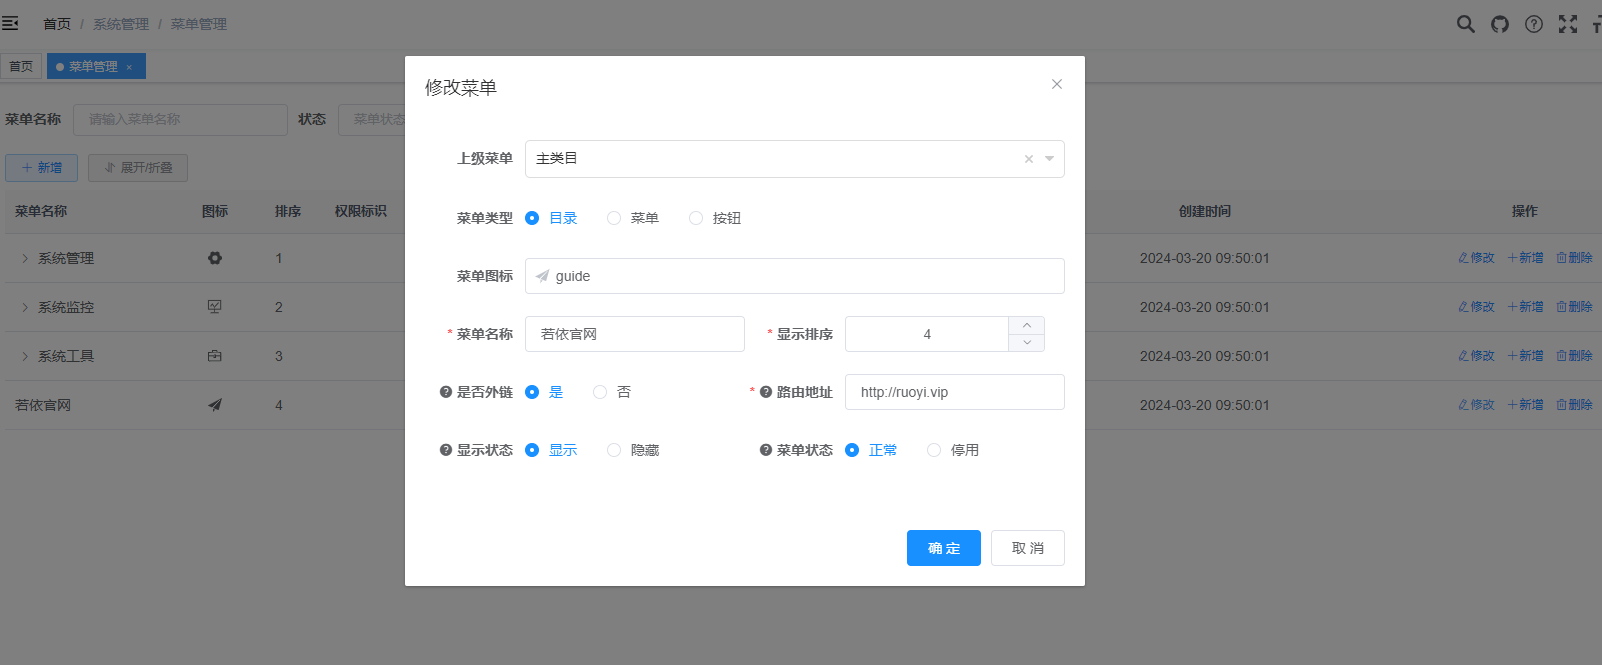 首页 / 系统管理 / 菜单管理
首页
菜单管理 ×
菜单名称 请输入菜单名称 状态 菜单状态
+ 新增 展开/折叠
菜单名称 图标 排序 权限标识 创建时间 操作
系统管理 1 2024-03-20 09:50:01 修改 +新增 删除
系统监控 2 2024-03-20 09:50:01 修改 +新增 删除
系统工具 3 2024-03-20 09:50:01 修改 +新增 删除
若依官网 4 2024-03-20 09:50:01 修改 +新增 删除
修改菜单
上级菜单 主类目
菜单类型 目录 菜单 按钮
菜单图标 guide
* 菜单名称 若依官网 * 显示排序 4
是否外链 是 否 * 路由地址 http://ruoyi.vip
显示状态 显示 隐藏 菜单状态 正常 停用
确 定 取 消